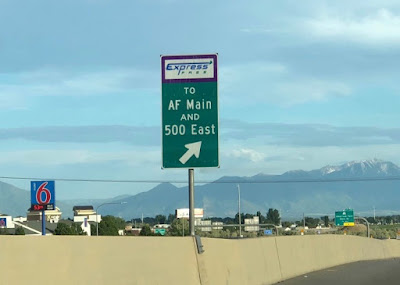 Express
PASS
TO
AF Main
AND
500 East
6